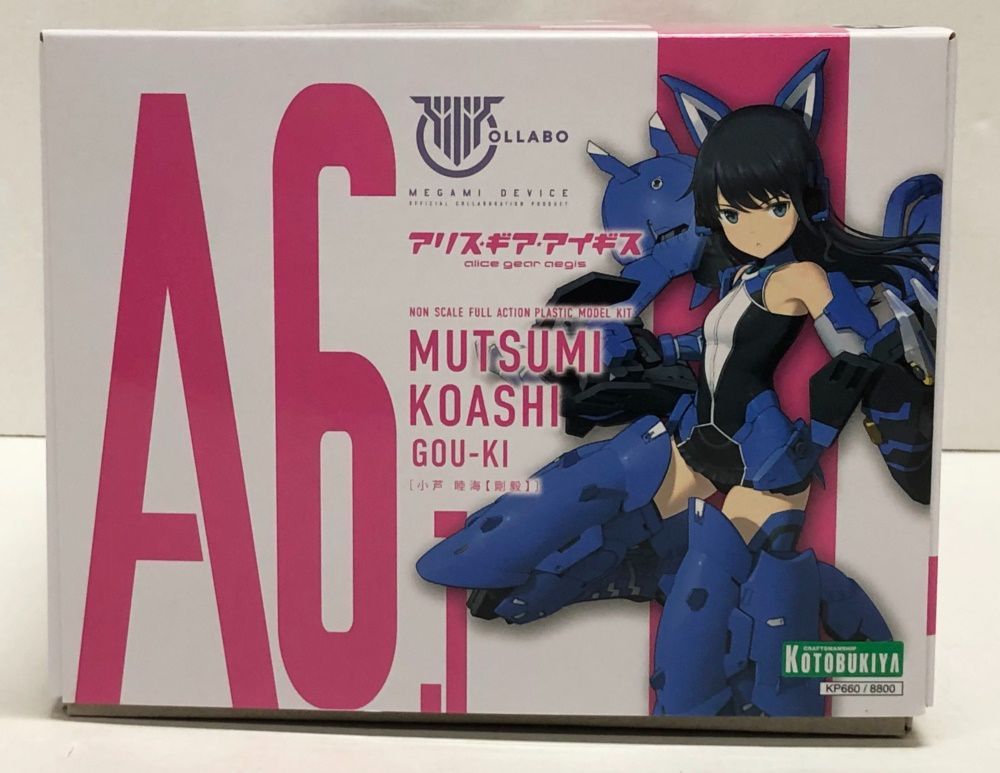 A6.
OLLABO
MEGAMI DEVICE
OFFICIAL COLLABORATION PRODUCT
アリス・ギア・アイギス
alice gear aegis
NON SCALE FULL ACTION PLASTIC MODEL KIT
MUTSUMI
KOASHI
GOU-KI
[小芦 睦海【剛毅】]
CRAFTSMANSHIP
KOTOBUKIYA
KP660 / 8800